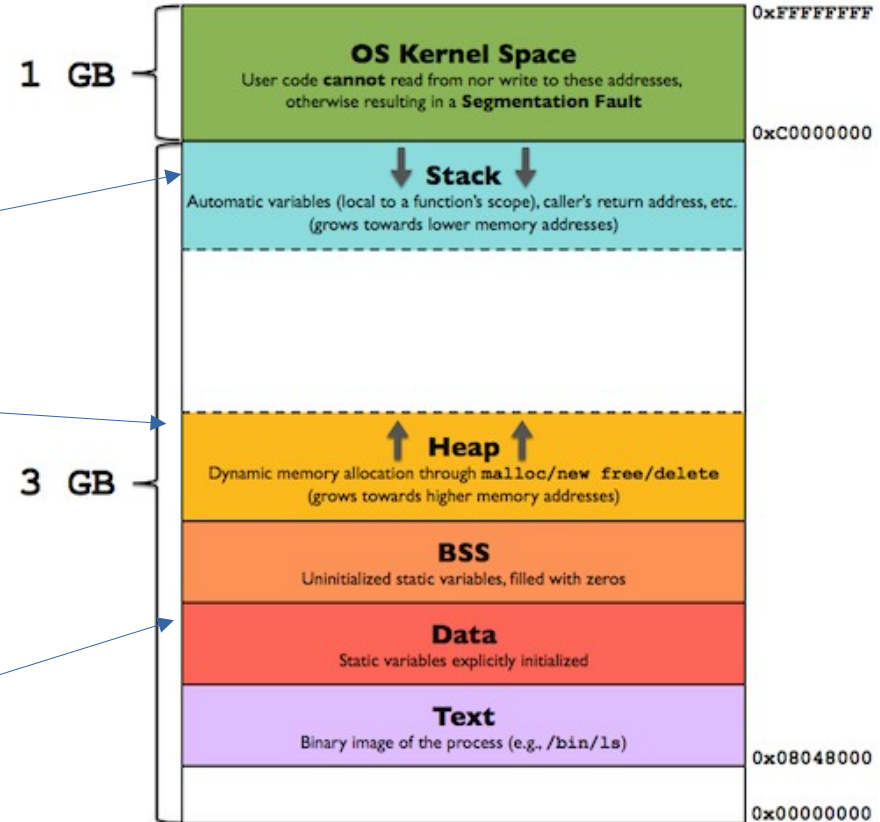 0xFFFFFFFF
1 GB
OS Kernel Space
User code cannot read from nor write to these addresses,
otherwise resulting in a Segmentation Fault
0xC0000000
Stack
Automatic variables (local to a function's scope), caller's return address, etc.
(grows towards lower memory addresses)
3 GB
Heap
Dynamic memory allocation through malloc/new free/delete
(grows towards higher memory addresses)
BSS
Uninitialized static variables, filled with zeros
Data
Static variables explicitly initialized
Text
Binary image of the process (e.g., /bin/ls)
0x08048000
0x00000000